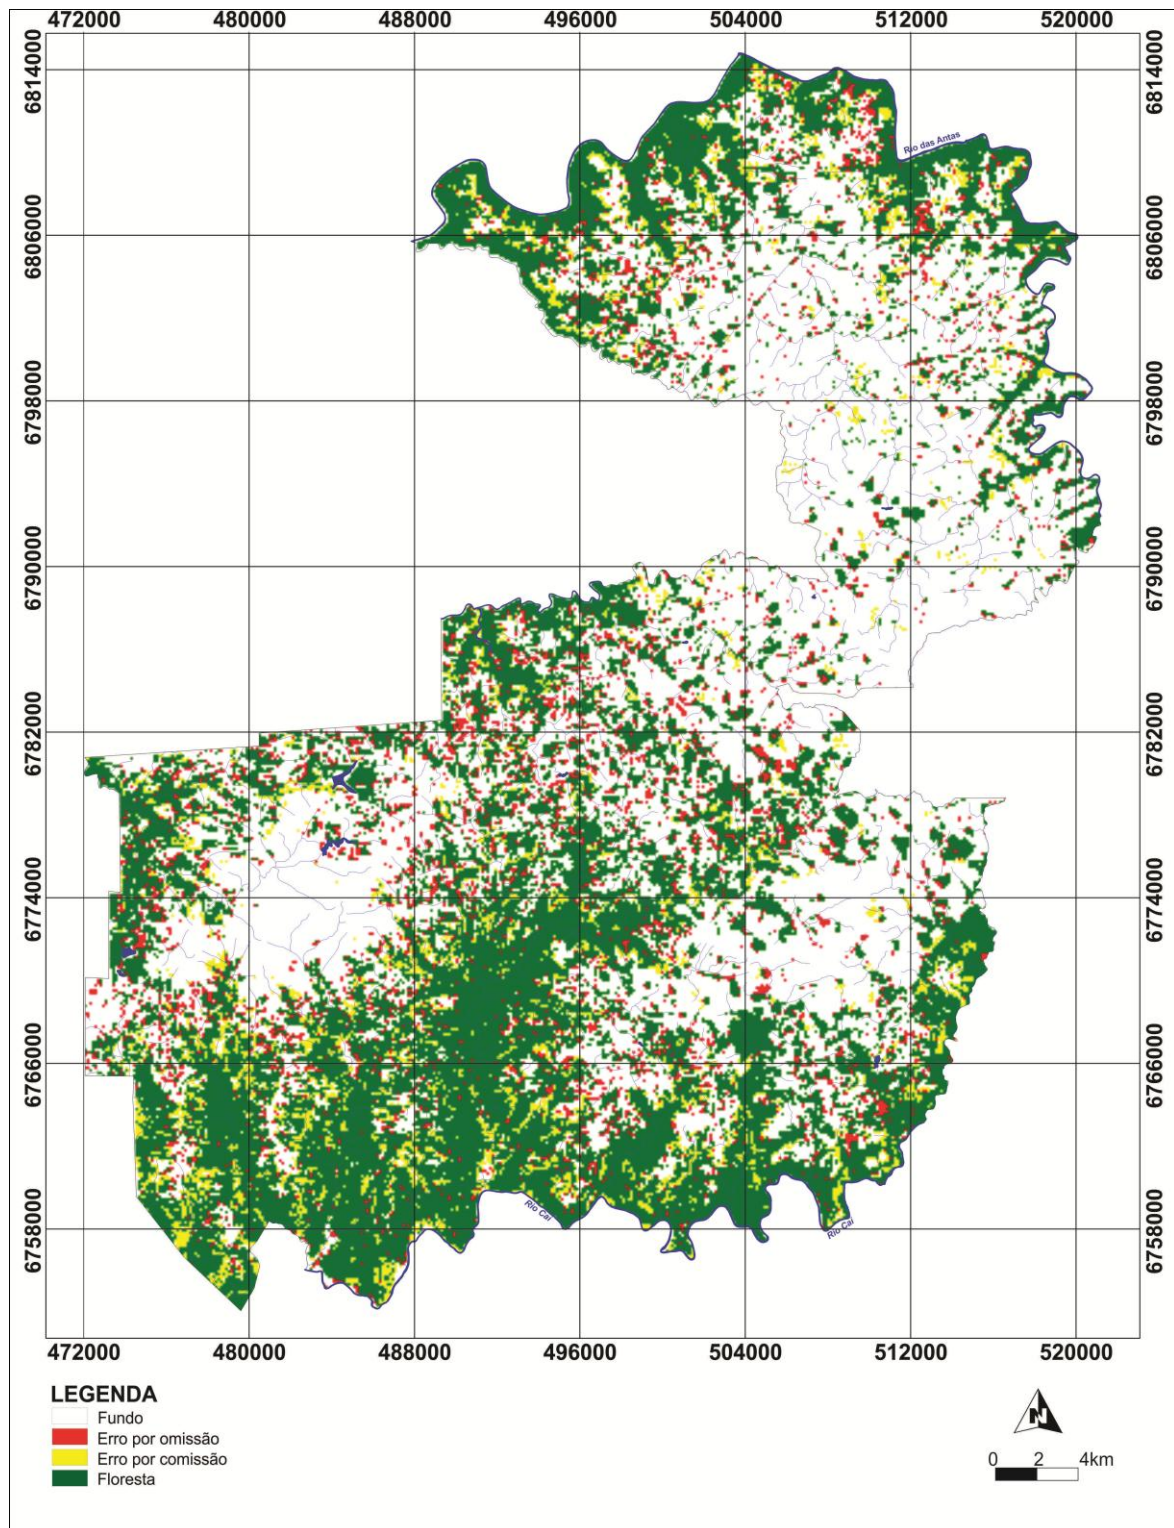 472000 480000 488000 496000 504000 512000 520000
6814000 6814000
Rio das Antas
6806000 6806000
6798000 6798000
6790000 6790000
6782000 6782000
6774000 6774000
6766000 6766000
6758000 6758000
Rio Caí
Rio Caí
472000 480000 488000 496000 504000 512000 520000
LEGENDA
Fundo
Erro por omissão
Erro por comissão
Floresta
N
0 2 4km